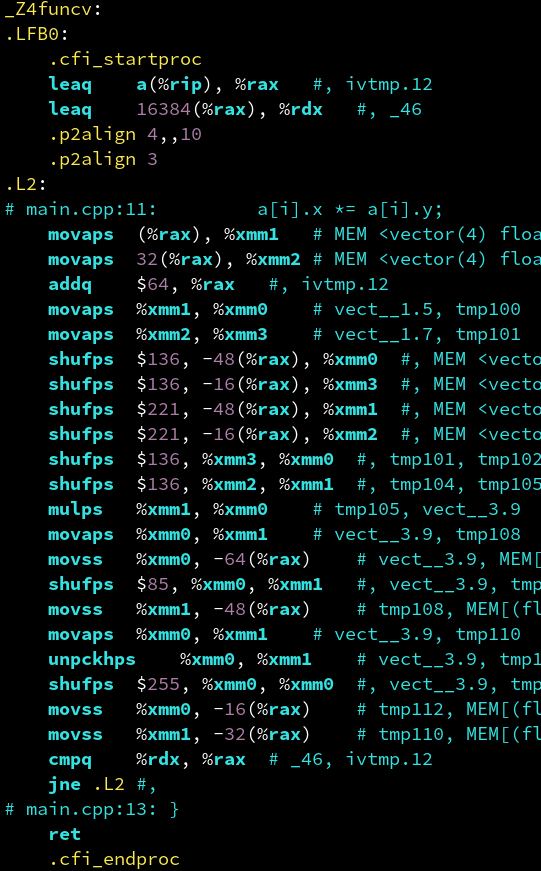 _Z4funcv:
.LFB0:
.cfi_startproc
leaq a(%rip), %rax #, ivtmp.12
leaq 16384(%rax), %rdx #, _46
.p2align 4,,10
.p2align 3
.L2:
# main.cpp:11: a[i].x *= a[i].y;
movaps (%rax), %xmm1 # MEM <vector(4) floa
movaps 32(%rax), %xmm2 # MEM <vector(4) floa
addq $64, %rax #, ivtmp.12
movaps %xmm1, %xmm0 # vect__1.5, tmp100
movaps %xmm2, %xmm3 # vect__1.7, tmp101
shufps $136, -48(%rax), %xmm0 #, MEM <vecto
shufps $136, -16(%rax), %xmm3 #, MEM <vecto
shufps $221, -48(%rax), %xmm1 #, MEM <vecto
shufps $221, -16(%rax), %xmm2 #, MEM <vecto
shufps $136, %xmm3, %xmm0 #, tmp101, tmp102
shufps $136, %xmm2, %xmm1 #, tmp104, tmp105
mulps %xmm1, %xmm0 # tmp105, vect__3.9
movaps %xmm0, %xmm1 # vect__3.9, tmp108
movss %xmm0, -64(%rax) # vect__3.9, MEM[
shufps $85, %xmm0, %xmm1 #, vect__3.9, tmp
movss %xmm1, -48(%rax) # tmp108, MEM[(fl
movaps %xmm0, %xmm1 # vect__3.9, tmp110
unpckhps %xmm0, %xmm1 # vect__3.9, tmp1
shufps $255, %xmm0, %xmm0 #, vect__3.9, tmp
movss %xmm0, -16(%rax) # tmp112, MEM[(fl
movss %xmm1, -32(%rax) # tmp110, MEM[(fl
cmpq %rdx, %rax # _46, ivtmp.12
jne .L2 #,
# main.cpp:13: }
ret
.cfi_endproc